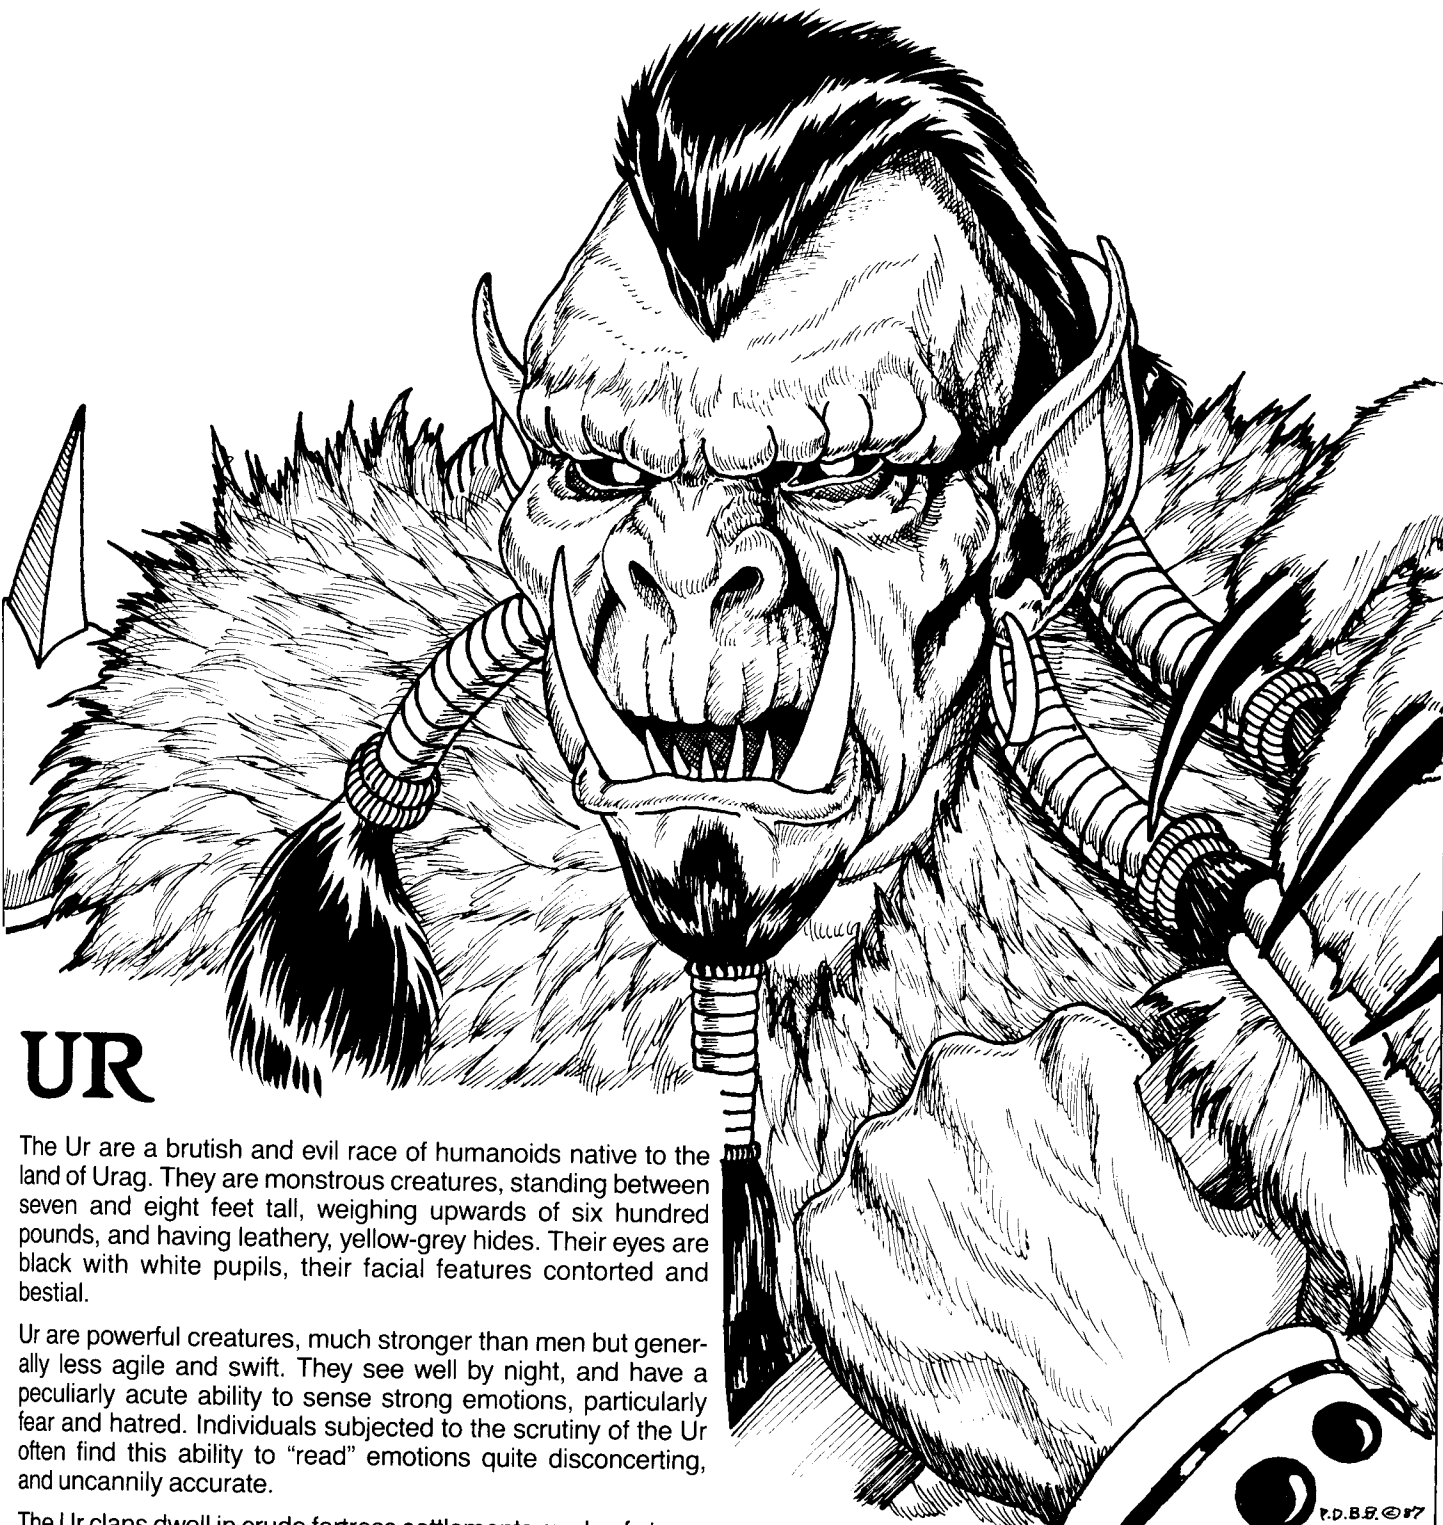 UR
The Ur are a brutish and evil race of humanoids native to the
land of Urag. They are monstrous creatures, standing between
seven and eight feet tall, weighing upwards of six hundred
pounds, and having leathery, yellow-grey hides. Their eyes are
black with white pupils, their facial features contorted and
bestial.
Ur are powerful creatures, much stronger than men but gener-
ally less agile and swift. They see well by night, and have a
peculiarly acute ability to sense strong emotions, particularly
fear and hatred. Individuals subjected to the scrutiny of the Ur
often find this ability to “read” emotions quite disconcerting,
and uncannily accurate.
The Ur clans dwell in crude fortress settlements
P.D.B.B. © 87